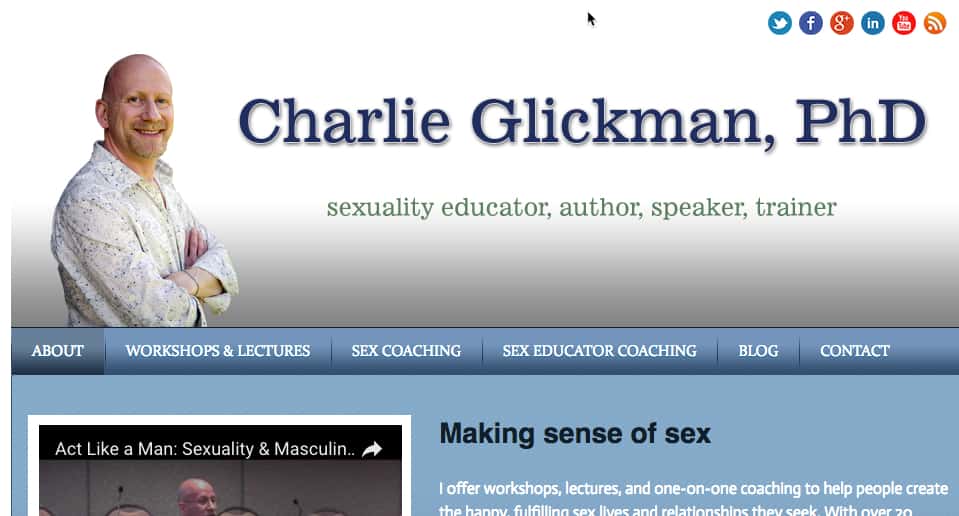 Charlie Glickman, PhD
sexuality educator, author, speaker, trainer
ABOUT WORKSHOPS & LECTURES SEX COACHING SEX EDUCATOR COACHING BLOG CONTACT
Act Like a Man: Sexuality & Masculin..
Making sense of sex
I offer workshops, lectures, and one-on-one coaching to help people create
the happy, fulfilling sex lives and relationships they seek. With over 20